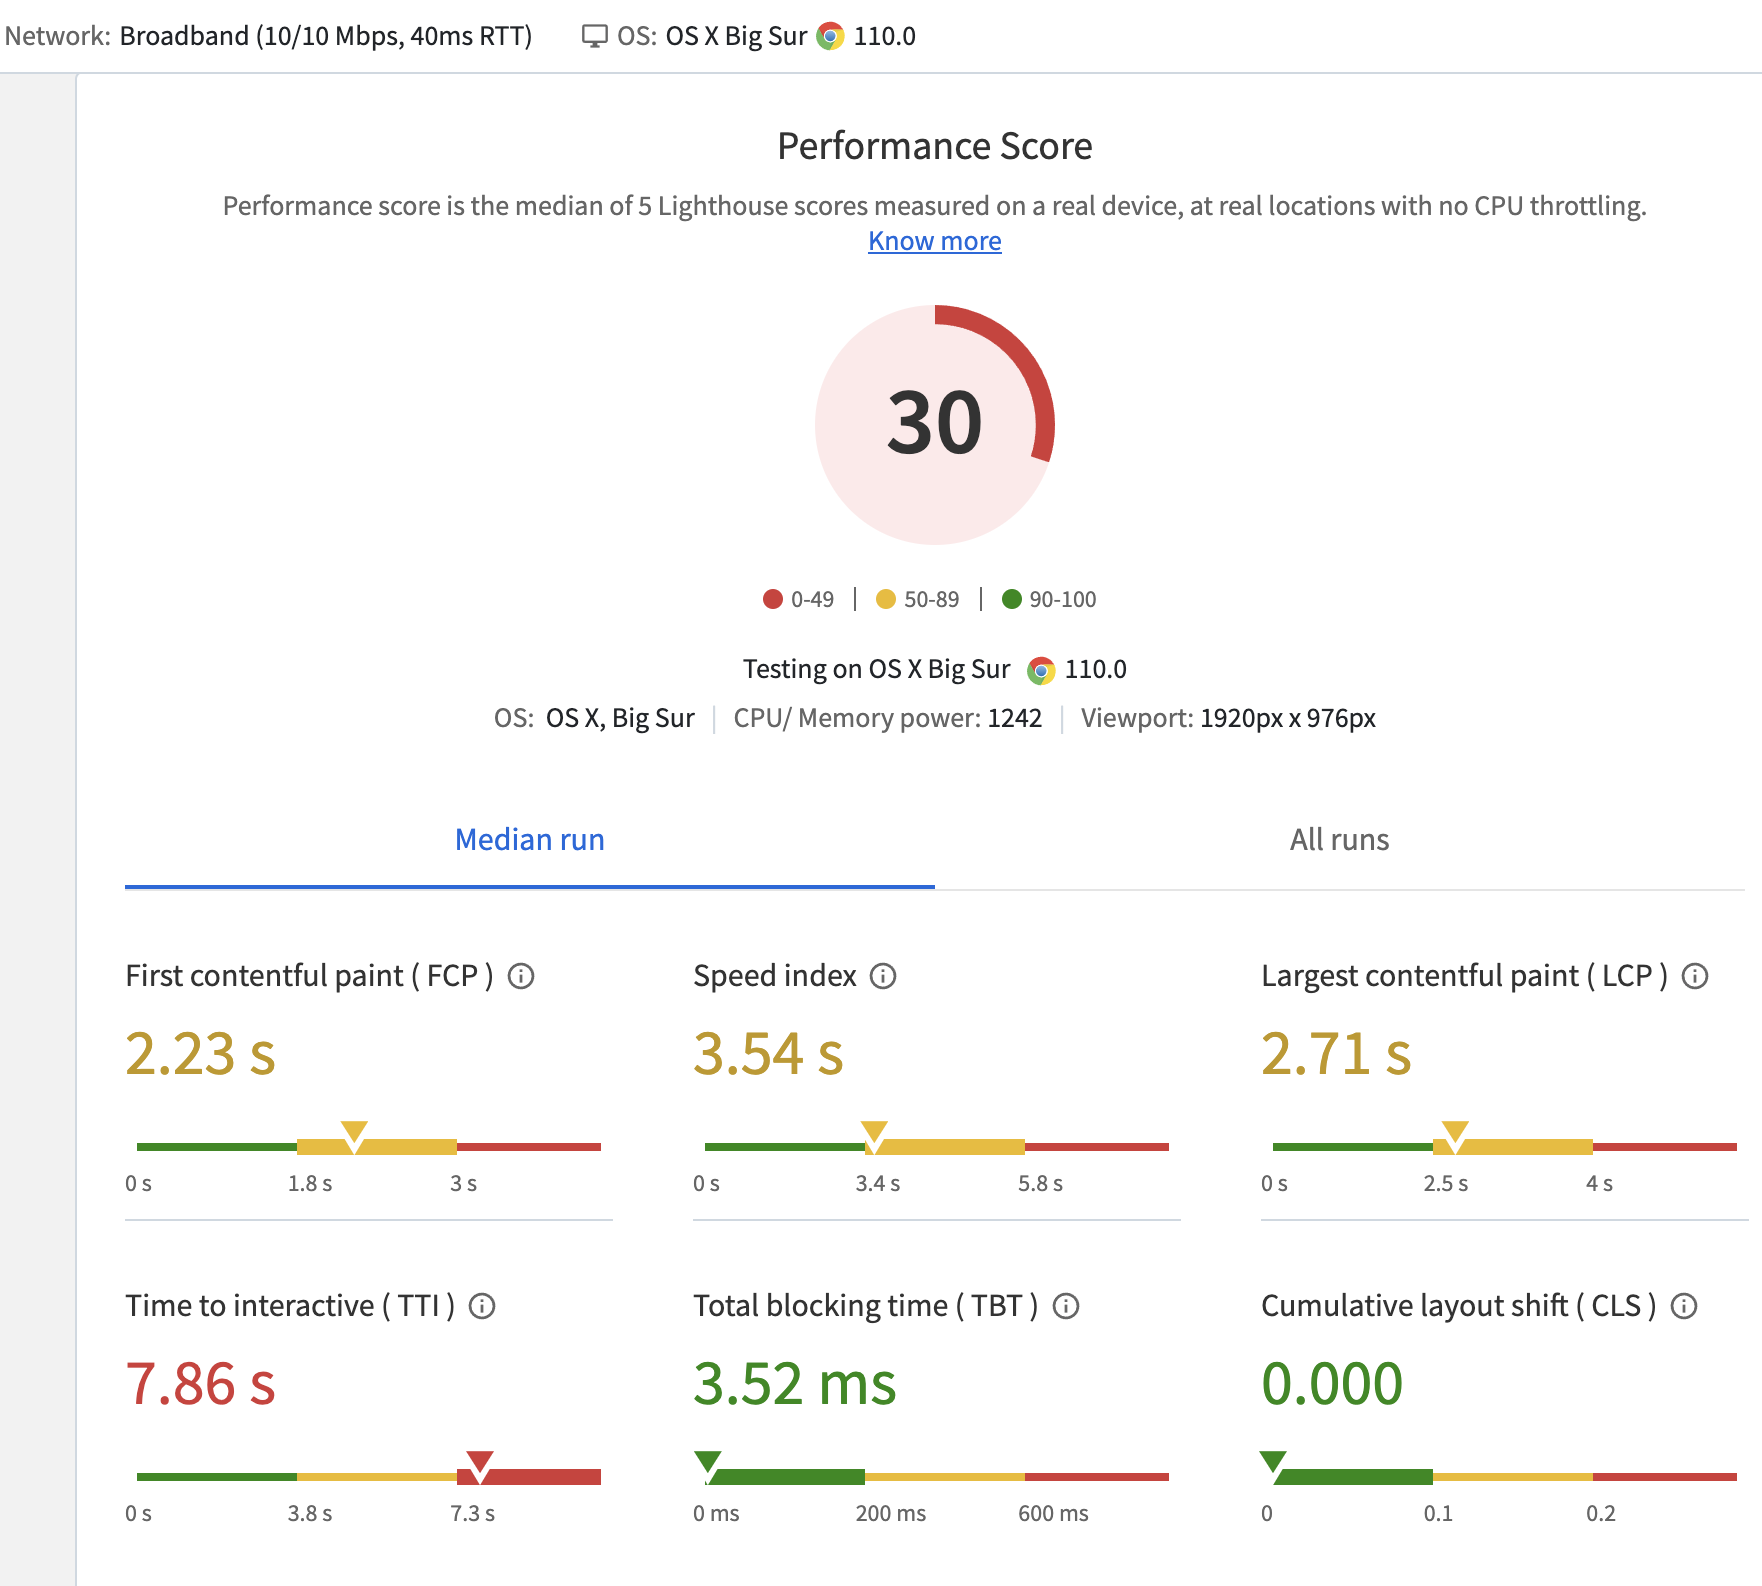 Network: Broadband (10/10 Mbps, 40ms RTT) OS: OS X Big Sur 110.0
Performance Score
Performance score is the median of 5 Lighthouse scores measured on a real device, at real locations with no CPU throttling.
Know more
30
0-49 | 50-89 | 90-100
Testing on OS X Big Sur 110.0
OS: OS X, Big Sur | CPU/ Memory power: 1242 | Viewport: 1920px x 976px
Median run All runs
First contentful paint ( FCP ) Speed index Largest contentful paint ( LCP )
2.23 s 3.54 s 2.71 s
0 s 1.8 s 3 s 0 s 3.4 s 5.8 s 0 s 2.5 s 4 s
Time to interactive ( TTI ) Total blocking time ( TBT ) Cumulative layout shift ( CLS )
7.86 s 3.52 ms 0.000
0 s 3.8 s 7.3 s 0 ms 200 ms 600 ms 0 0.1 0.2